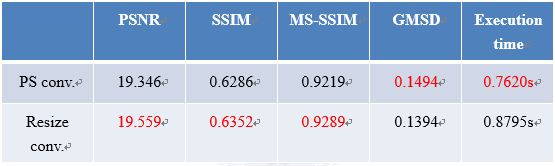 PSNR SSIM MS-SSIM GMSD Execution time
PS conv. 19.346 0.6286 0.9219 0.1494 0.7620s
Resize conv. 19.559 0.6352 0.9289 0.1394 0.8795s